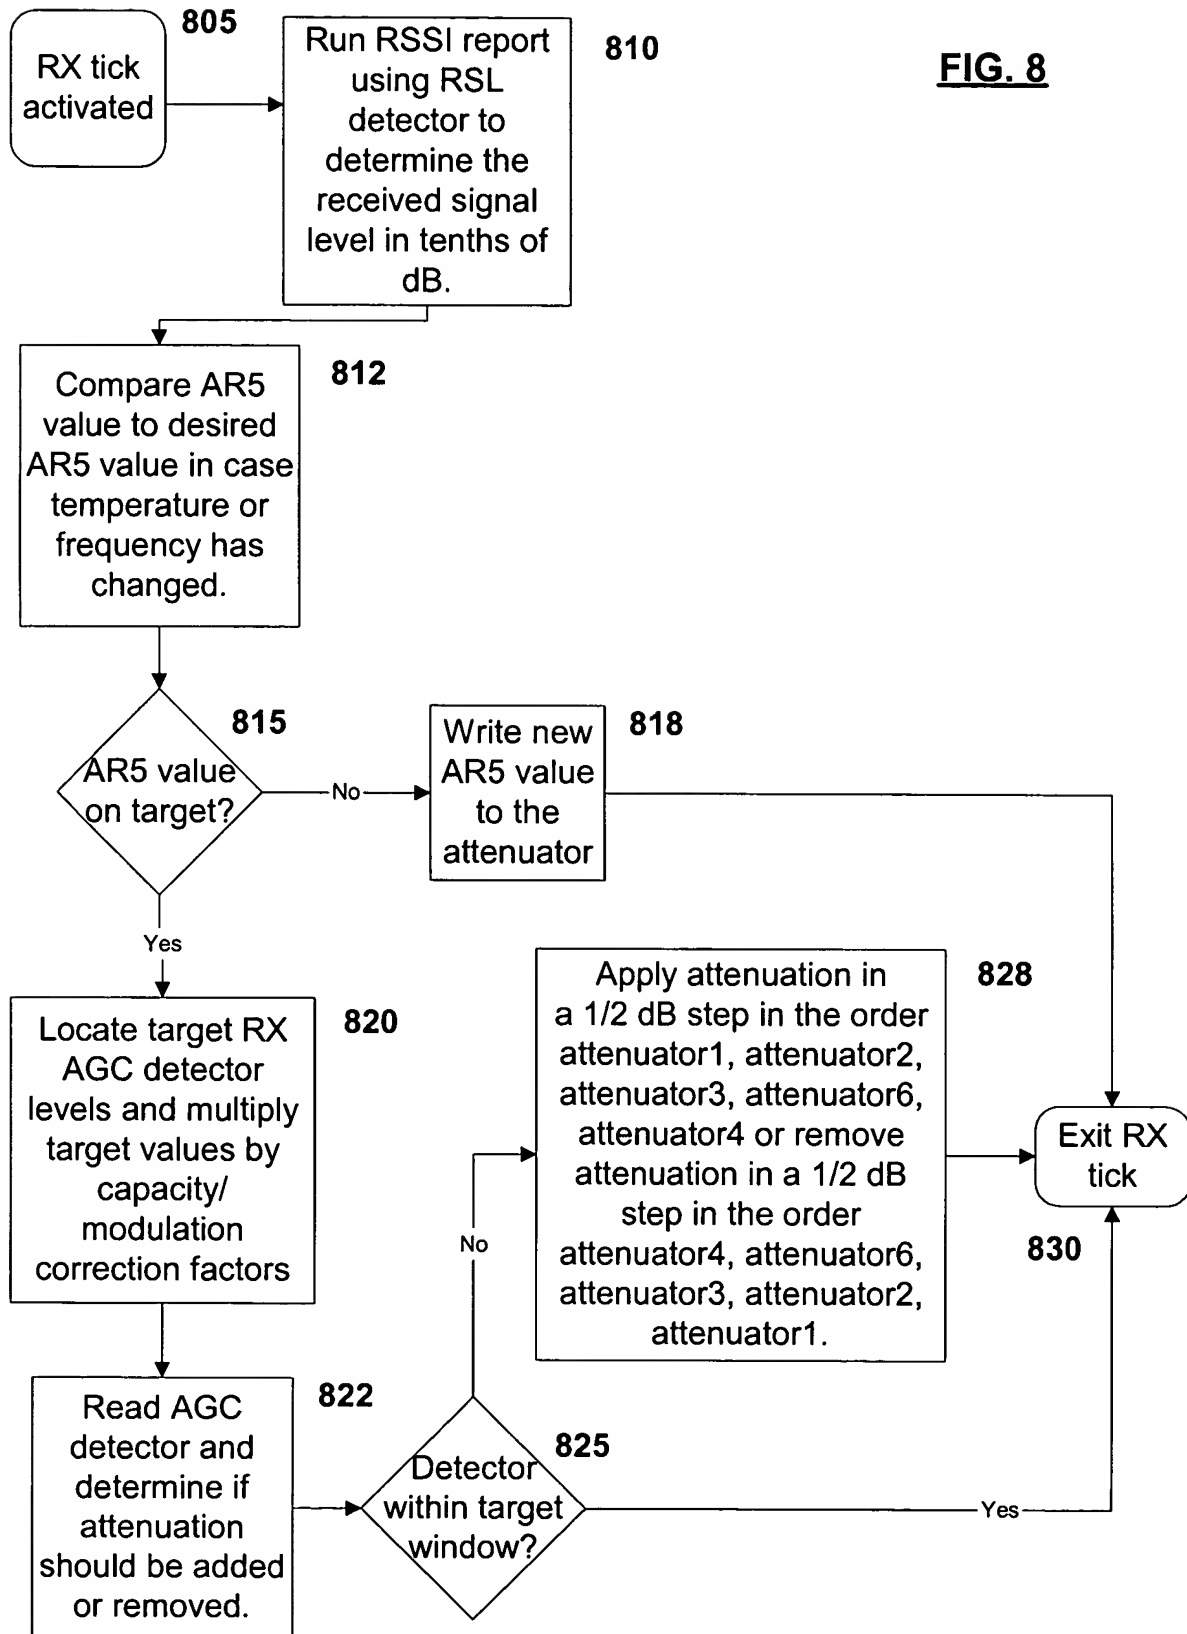 805
RX tick
activated
Run RSSI report
using RSL
detector to
determine the
received signal
level in tenths of
dB.
810
FIG. 8
Compare AR5
value to desired
AR5 value in case
temperature or
frequency has
changed.
812
815
AR5 value
on target?
No
Write new
AR5 value
to the
attenuator
818
Yes
Locate target RX
AGC detector
levels and multiply
target values by
capacity/
modulation
correction factors
820
Apply attenuation in
a 1/2 dB step in the order
attenuator1, attenuator2,
attenuator3, attenuator6,
attenuator4 or remove
attenuation in a 1/2 dB
step in the order
attenuator4, attenuator6,
attenuator3, attenuator2,
attenuator1.
828
Exit RX
tick
830
No
Read AGC
detector and
determine if
attenuation
should be added
or removed.
822
825
Detector
within target
window?
Yes